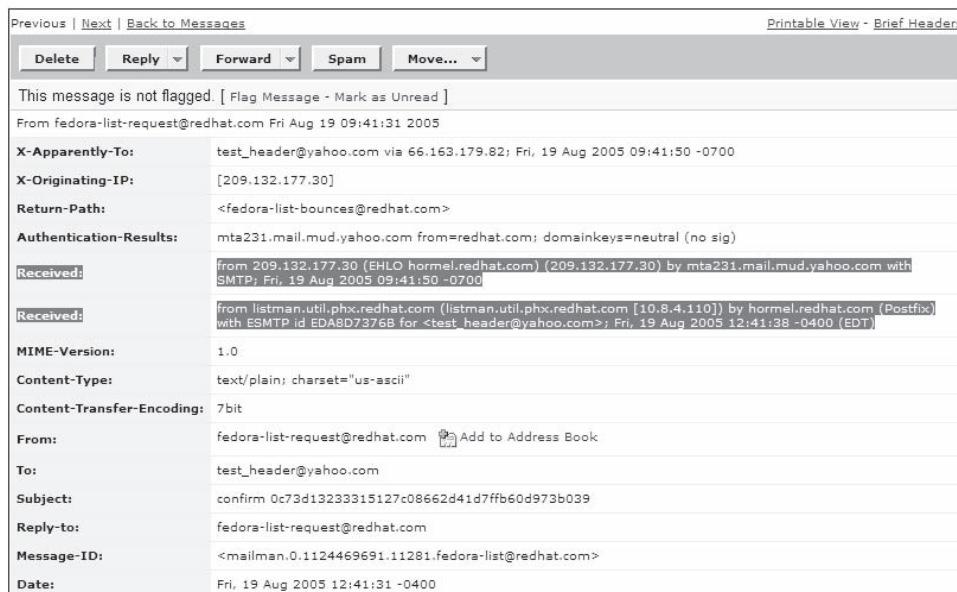 Previous | Next | Back to Messages
Printable View - Brief Headers
Delete Reply Forward Spam Move...
This message is not flagged. [ Flag Message - Mark as Unread ]
From fedora-list-request@redhat.com Fri Aug 19 09:41:31 2005
X-Apparently-To: test_header@yahoo.com via 66.163.179.82; Fri, 19 Aug 2005 09:41:50 -0700
X-Originating-IP: [209.132.177.30]
Return-Path: <fedora-list-bounces@redhat.com>
Authentication-Results: mta231.mail.mud.yahoo.com from=redhat.com; domainkeys=neutral (no sig)
Received: from 209.132.177.30 (EHLO hormel.redhat.com) (209.132.177.30) by mta231.mail.mud.yahoo.com with
SMTP; Fri, 19 Aug 2005 09:41:50 -0700
Received: from listman.util.phx.redhat.com (listman.util.phx.redhat.com [10.8.4.110]) by hormel.redhat.com (Postfix)
with ESMTP id EDA8D7376B for <test_header@yahoo.com>; Fri, 19 Aug 2005 12:41:38 -0400 (EDT)
MIME-Version: 1.0
Content-Type: text/plain; charset="us-ascii"
Content-Transfer-Encoding: 7bit
From: fedora-list-request@redhat.com Add to Address Book
To: test_header@yahoo.com
Subject: confirm 0c73d13233315127c08662d41d7ffb60d973b039
Reply-to: fedora-list-request@redhat.com
Message-ID: <mailman.0.1124469691.11281.fedora-list@redhat.com>
Date: Fri, 19 Aug 2005 12:41:31 -0400